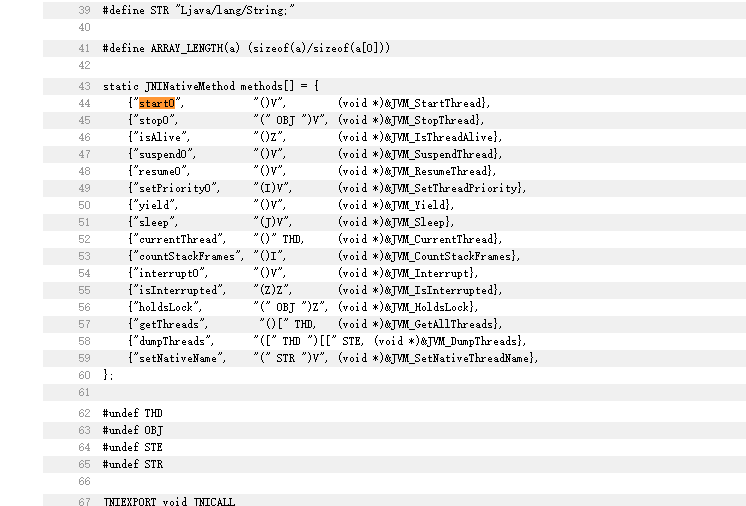 39 #define STR "Ljava/lang/String;"
40
41 #define ARRAY_LENGTH(a) (sizeof(a)/sizeof(a[0]))
42
43 static JNINativeMethod methods[] = {
44 {"start0", "()V", (void *)&JVM_StartThread},
45 {"stop0", "(" OBJ ")V", (void *)&JVM_StopThread},
46 {"isAlive", "()Z", (void *)&JVM_IsThreadAlive},
47 {"suspend0", "()V", (void *)&JVM_SuspendThread},
48 {"resume0", "()V", (void *)&JVM_ResumeThread},
49 {"setPriority0", "(I)V", (void *)&JVM_SetThreadPriority},
50 {"yield", "()V", (void *)&JVM_Yield},
51 {"sleep", "(J)V", (void *)&JVM_Sleep},
52 {"currentThread", "()" THD, (void *)&JVM_CurrentThread},
53 {"countStackFrames", "()I", (void *)&JVM_CountStackFrames},
54 {"interrupt0", "()V", (void *)&JVM_Interrupt},
55 {"isInterrupted", "(Z)Z", (void *)&JVM_IsInterrupted},
56 {"holdsLock", "(" OBJ ")Z", (void *)&JVM_HoldsLock},
57 {"getThreads", "()[" THD, (void *)&JVM_GetAllThreads},
58 {"dumpThreads", "([" THD ")[[" STE, (void *)&JVM_DumpThreads},
59 {"setNativeName", "(" STR ")V", (void *)&JVM_SetNativeThreadName},
60 };
61
62 #undef THD
63 #undef OBJ
64 #undef STE
65 #undef STR
66
67 JNIEXPORT void JNICALL